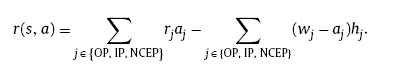 r(s, a) = ∑_{j ∈ {OP, IP, NCEP}} r_j a_j − ∑_{j ∈ {OP, IP, NCEP}} (w_j − a_j)h_j.